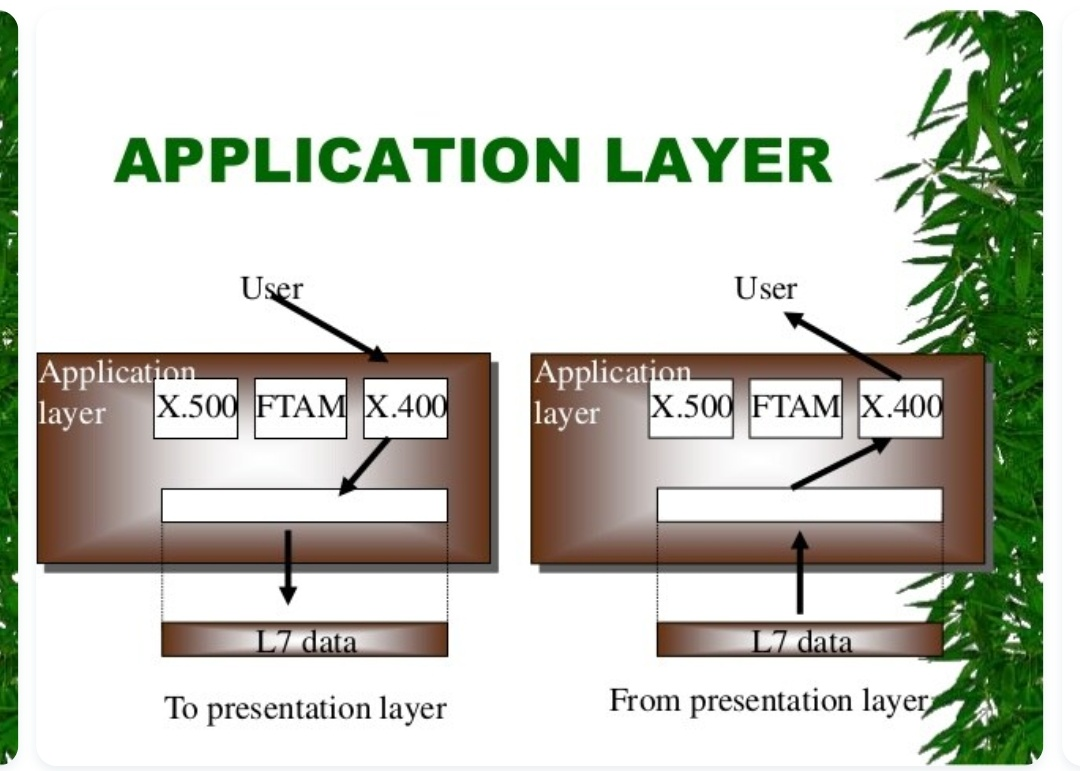 APPLICATION LAYER
User
Application
layer
X.500 FTAM X.400
L7 data
To presentation layer
User
Application
layer
X.500 FTAM X.400
L7 data
From presentation layer